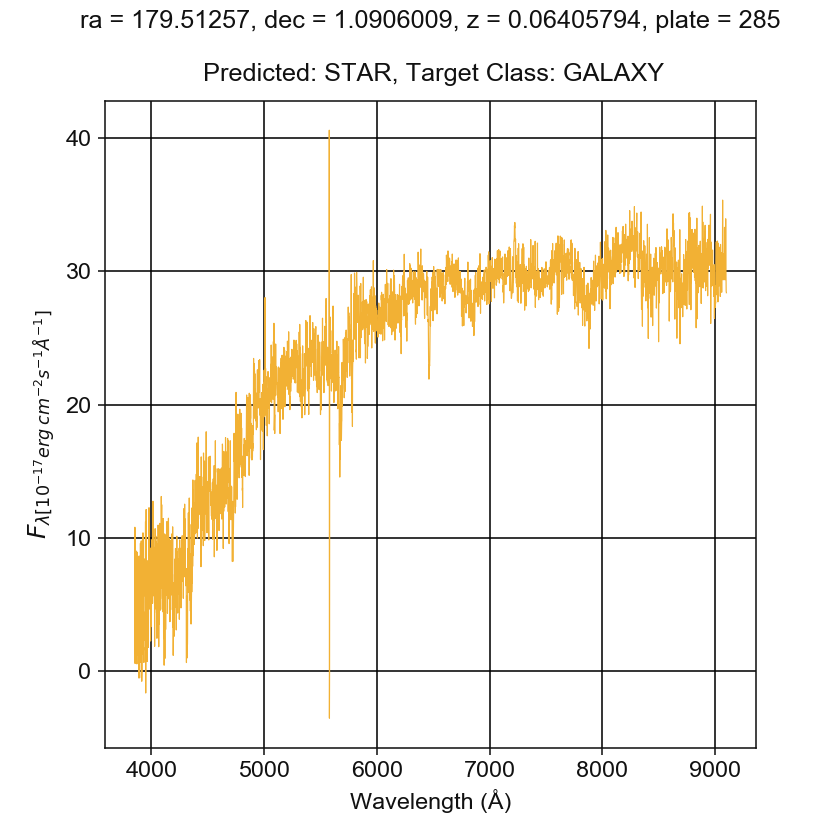 ra = 179.51257, dec = 1.0906009, z = 0.06405794, plate = 285
Predicted: STAR, Target Class: GALAXY
40
30
20
10
0
F_λ[10^{-17} erg cm^{-2} s^{-1} Å^{-1}]
4000 5000 6000 7000 8000 9000
Wavelength (Å)